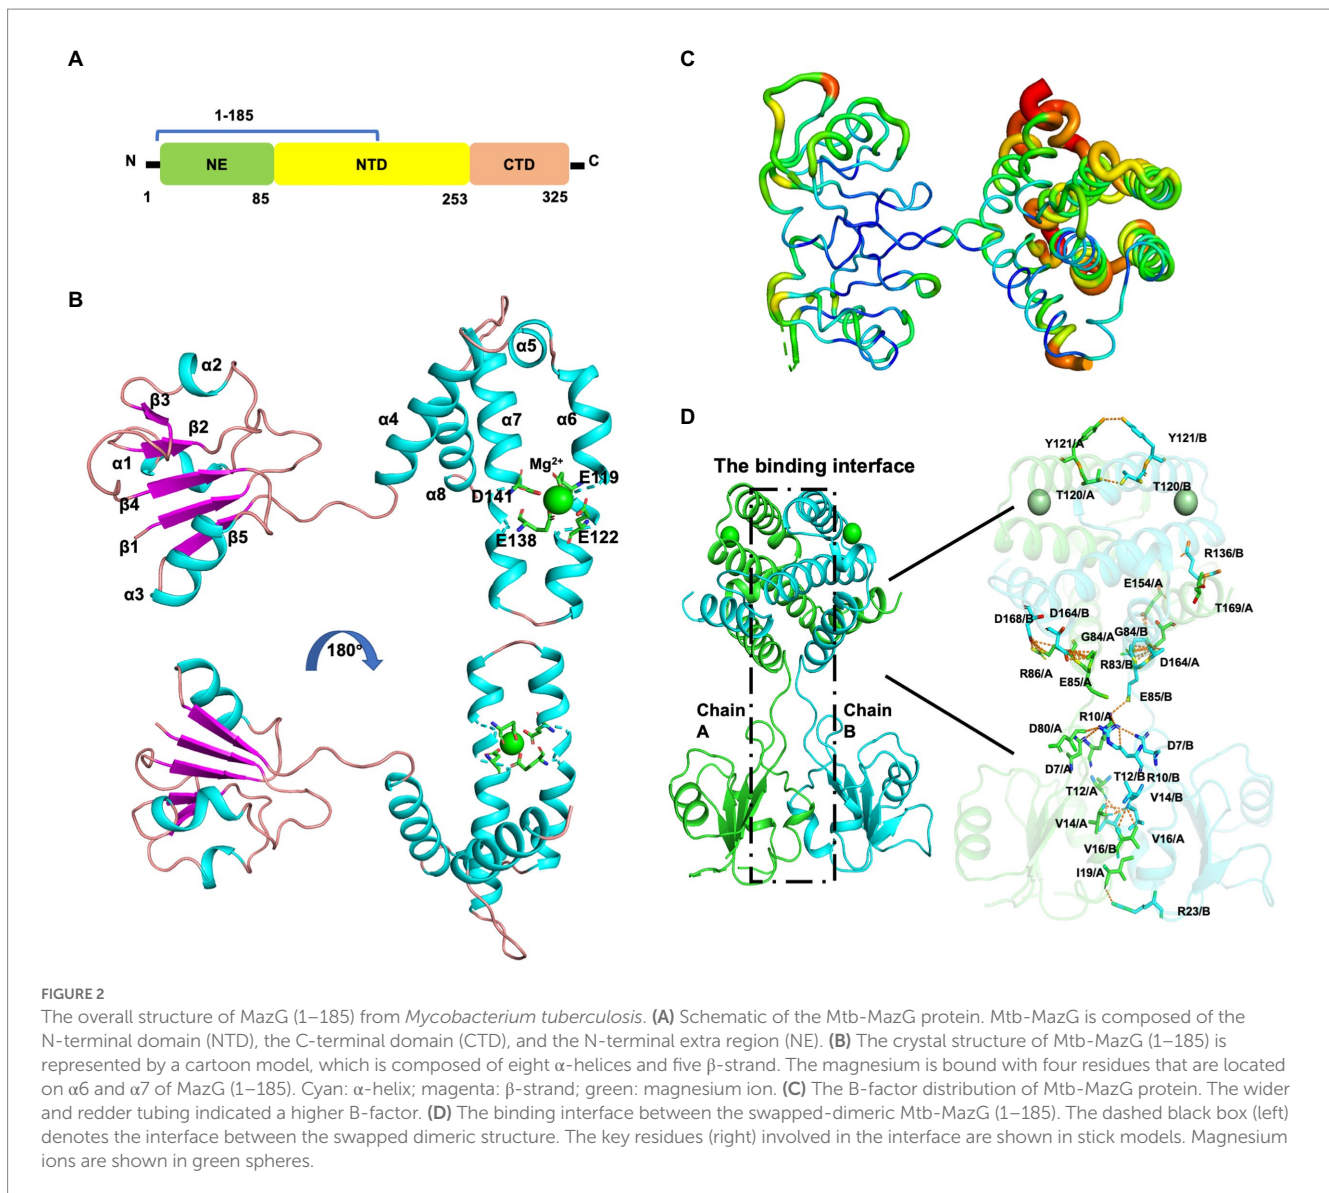 A
1-185
N
NE
NTD
CTD
C
1
85
253
325
B
α2
β3
β2
α1
β4
β1
β5
α3
α5
α4
α7
α6
α8
Mg²⁺
E119
D141
E138
E122
180°
C
D
The binding interface
Chain A
Chain B
Y121/A
Y121/B
T120/A
T120/B
R136/B
E154/A
T169/A
D168/B
D164/B
G84/A
G84/B
R86/A
R83/B
D164/A
E85/A
E85/B
R10/A
D80/A
D7/B
D7/A
T12/B
R10/B
T12/A
V14/B
V14/A
V16/A
V16/B
I19/A
R23/B
FIGURE 2
The overall structure of MazG (1–185) from Mycobacterium tuberculosis. (A) Schematic of the Mtb-MazG protein. Mtb-MazG is composed of the
N-terminal domain (NTD), the C-terminal domain (CTD), and the N-terminal extra region (NE). (B) The crystal structure of Mtb-MazG (1–185) is
represented by a cartoon model, which is composed of eight α-helices and five β-strand. The magnesium is bound with four residues that are located
on α6 and α7 of MazG (1–185). Cyan: α-helix; magenta: β-strand; green: magnesium ion. (C) The B-factor distribution of Mtb-MazG protein. The wider
and redder tubing indicated a higher B-factor. (D) The binding interface between the swapped-dimeric Mtb-MazG (1–185). The dashed black box (left)
denotes the interface between the swapped dimeric structure. The key residues (right) involved in the interface are shown in stick models. Magnesium
ions are shown in green spheres.